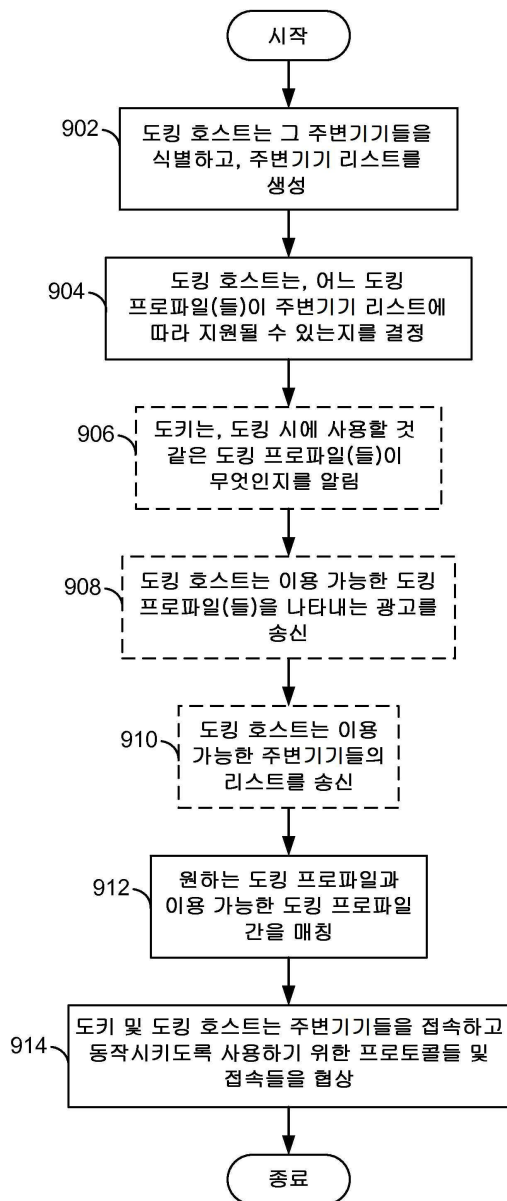 시작
902
도킹 호스트는 그 주변기기들을
식별하고, 주변기기 리스트를
생성
904
도킹 호스트는, 어느 도킹
프로파일(들)이 주변기기 리스트에
따라 지원될 수 있는지를 결정
906
도키는, 도킹 시에 사용할 것
같은 도킹 프로파일(들)이
무엇인지를 알림
908
도킹 호스트는 이용 가능한 도킹
프로파일(들)을 나타내는 광고를
송신
910
도킹 호스트는 이용
가능한 주변기기들의
리스트를 송신
912
원하는 도킹 프로파일과
이용 가능한 도킹 프로파일
간을 매칭
914
도키 및 도킹 호스트는 주변기기들을 접속하고
동작시키도록 사용하기 위한 프로토콜들 및
접속들을 협상
종료